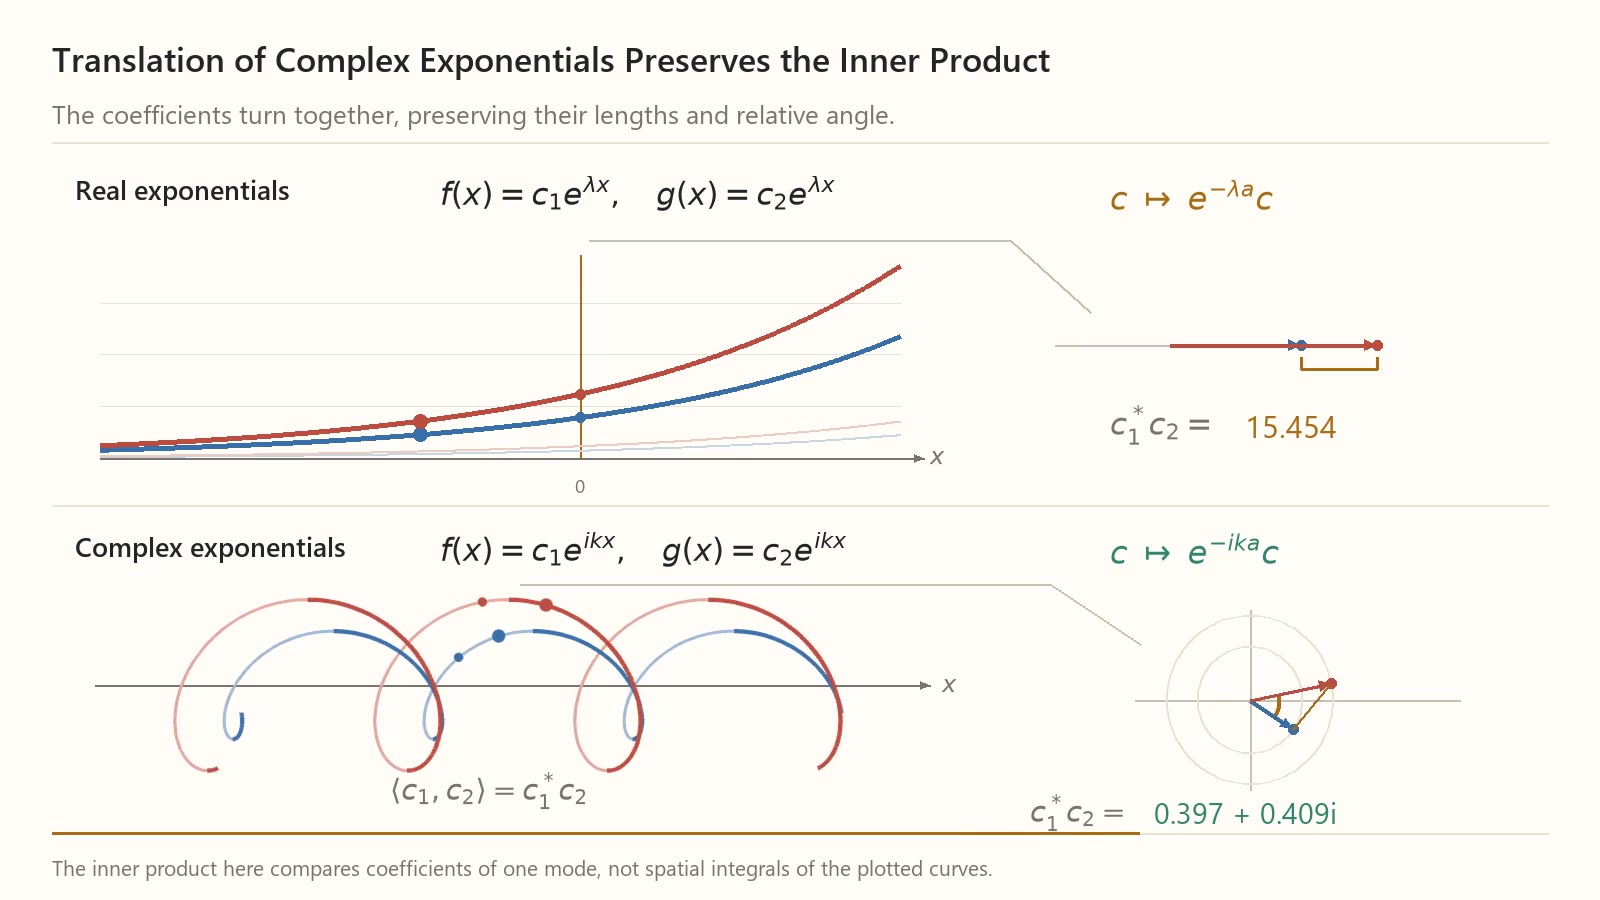 Translation of Complex Exponentials Preserves the Inner Product
The coefficients turn together, preserving their lengths and relative angle.
Real exponentials
f(x) = c₁e^{λx},   g(x) = c₂e^{λx}
c ↦ e^{−λa}c
x
0
c₁*c₂ = 15.454
Complex exponentials
f(x) = c₁e^{ikx},   g(x) = c₂e^{ikx}
c ↦ e^{−ika}c
x
⟨c₁, c₂⟩ = c₁*c₂
c₁*c₂ = 0.397 + 0.409i
The inner product here compares coefficients of one mode, not spatial integrals of the plotted curves.